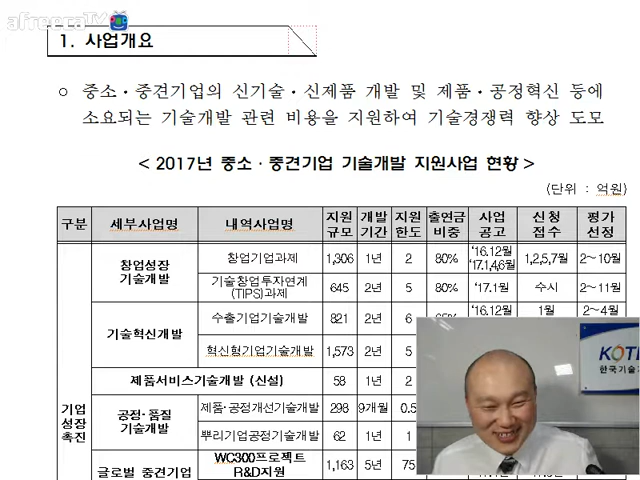 afreecaTV
1. 사업개요
○ 중소·중견기업의 신기술·신제품 개발 및 제품·공정혁신 등에
소요되는 기술개발 관련 비용을 지원하여 기술경쟁력 향상 도모
< 2017년 중소·중견기업 기술개발 지원사업 현황 >
(단위 : 억원)
구분 세부사업명 내역사업명 지원규모 개발기간 지원한도 출연금비중 사업공고 신청접수 평가선정
기업성장촉진
창업성장기술개발 창업기업과제 1,306 1년 2 80% '16.12월 '17.1,4,6월 1,2,5,7월 2~10월
기술창업투자연계(TIPS)과제 645 2년 5 80% '17.1월 수시 2~11월
기술혁신개발 수출기업기술개발 821 2년 6 '16.12월 1월 2~4월
혁신형기업기술개발 1,573 2년 5
제품서비스기술개발 (신설) 58 1년 2
공정·품질기술개발 제품·공정개선기술개발 298 9개월 0.5
뿌리기업공정기술개발 62 1년 1
글로벌 중견기업 WC300프로젝트 R&D지원 1,163 5년 75
한국기술